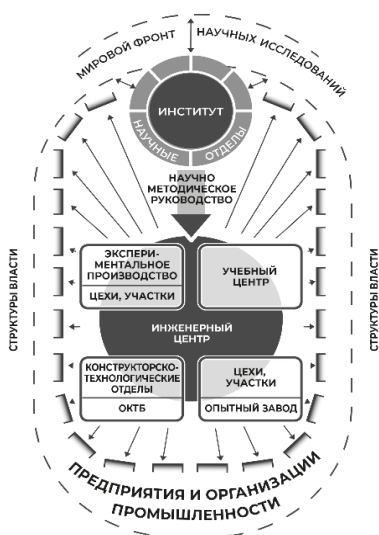 МИРОВОЙ ФРОНТ
НАУЧНЫХ ИССЛЕДОВАНИЙ
ИНСТИТУТ
НАУЧНЫЕ
ОТДЕЛЫ
НАУЧНО
МЕТОДИЧЕСКОЕ
РУКОВОДСТВО
СТРУКТУРЫ ВЛАСТИ
СТРУКТУРЫ ВЛАСТИ
ЭКСПЕРИ-
МЕНТАЛЬНОЕ
ПРОИЗВОДСТВО
ЦЕХИ, УЧАСТКИ
УЧЕБНЫЙ
ЦЕНТР
ИНЖЕНЕРНЫЙ
ЦЕНТР
КОНСТРУКТОРСКО-
ТЕХНОЛОГИЧЕСКИЕ
ОТДЕЛЫ
ОКТБ
ЦЕХИ,
УЧАСТКИ
ОПЫТНЫЙ ЗАВОД
ПРЕДПРИЯТИЯ И ОРГАНИЗАЦИИ
ПРОМЫШЛЕННОСТИ